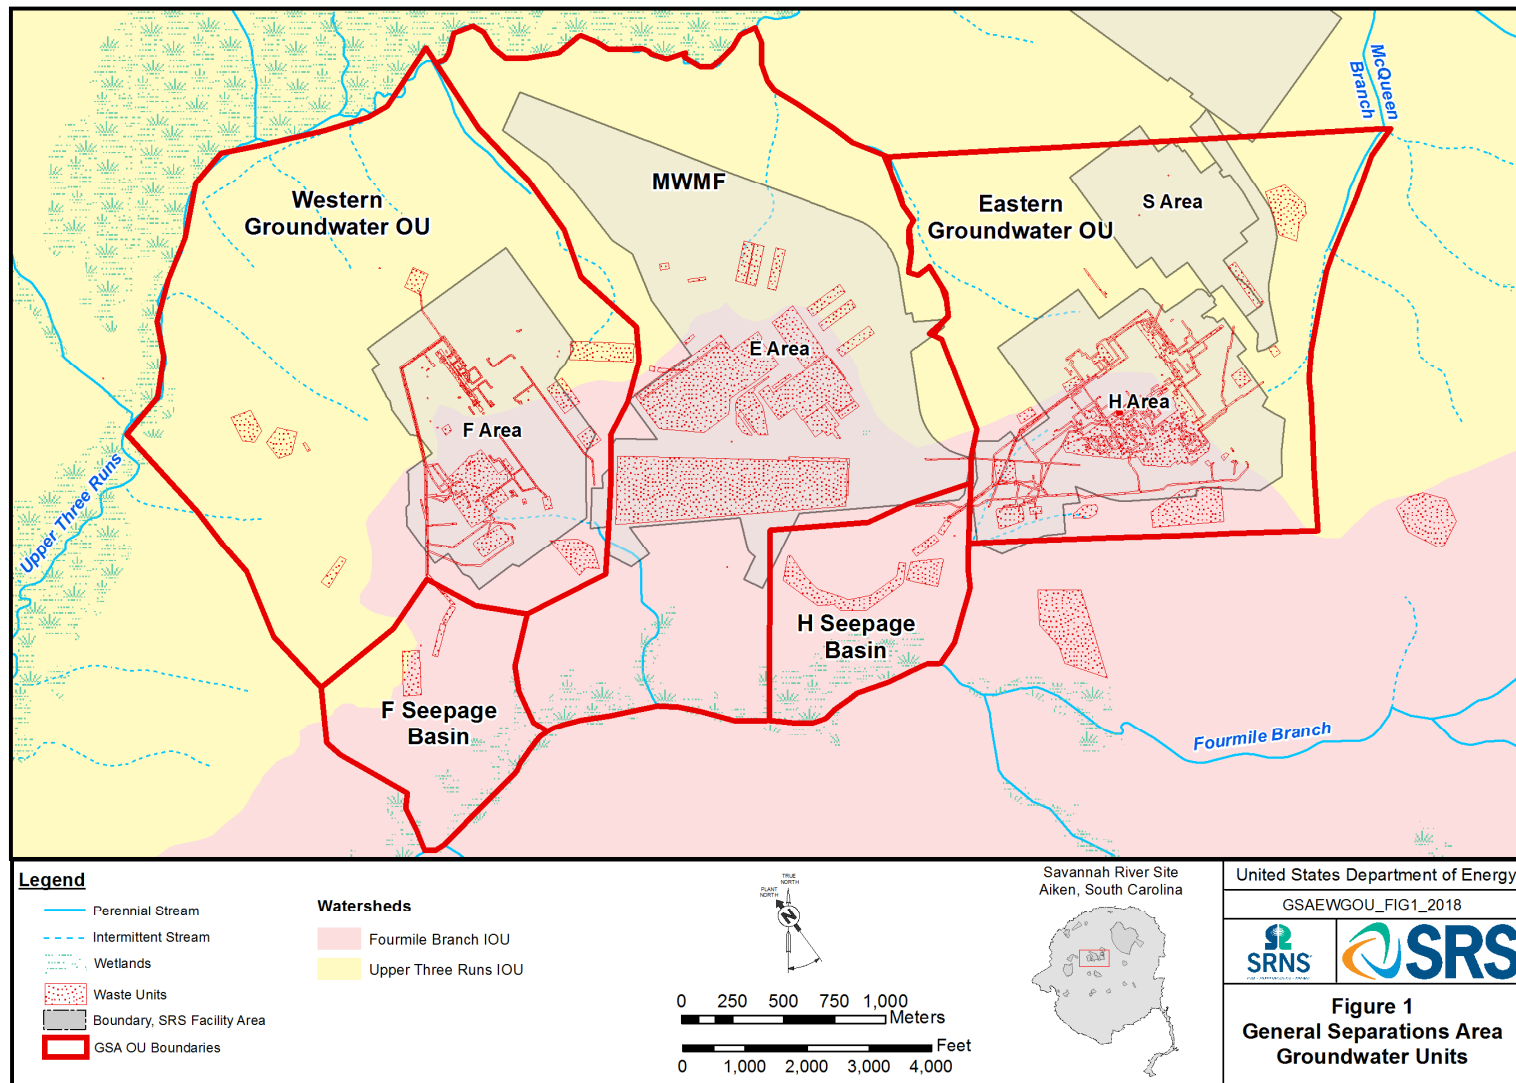 McQueen
Branch
Western
Groundwater OU
MWMF
Eastern
Groundwater OU
S Area
E Area
H Area
F Area
Upper Three Runs
H Seepage
Basin
F Seepage
Basin
Fourmile Branch
Legend
Perennial Stream
Intermittent Stream
Wetlands
Waste Units
Boundary, SRS Facility Area
GSA OU Boundaries
Watersheds
Fourmile Branch IOU
Upper Three Runs IOU
TRUE
NORTH
PLANT
NORTH
N
0 250 500 750 1,000
Meters
Feet
0 1,000 2,000 3,000 4,000
Savannah River Site
Aiken, South Carolina
United States Department of Energy
GSAEWGOU_FIG1_2018
SRNS
SRS
Figure 1
General Separations Area
Groundwater Units